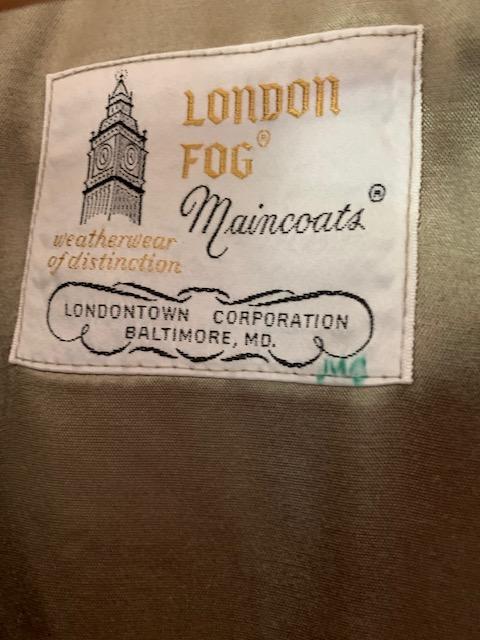 LONDON
FOG®
Maincoats®
weatherwear
of distinction
LONDONTOWN CORPORATION
BALTIMORE, MD.